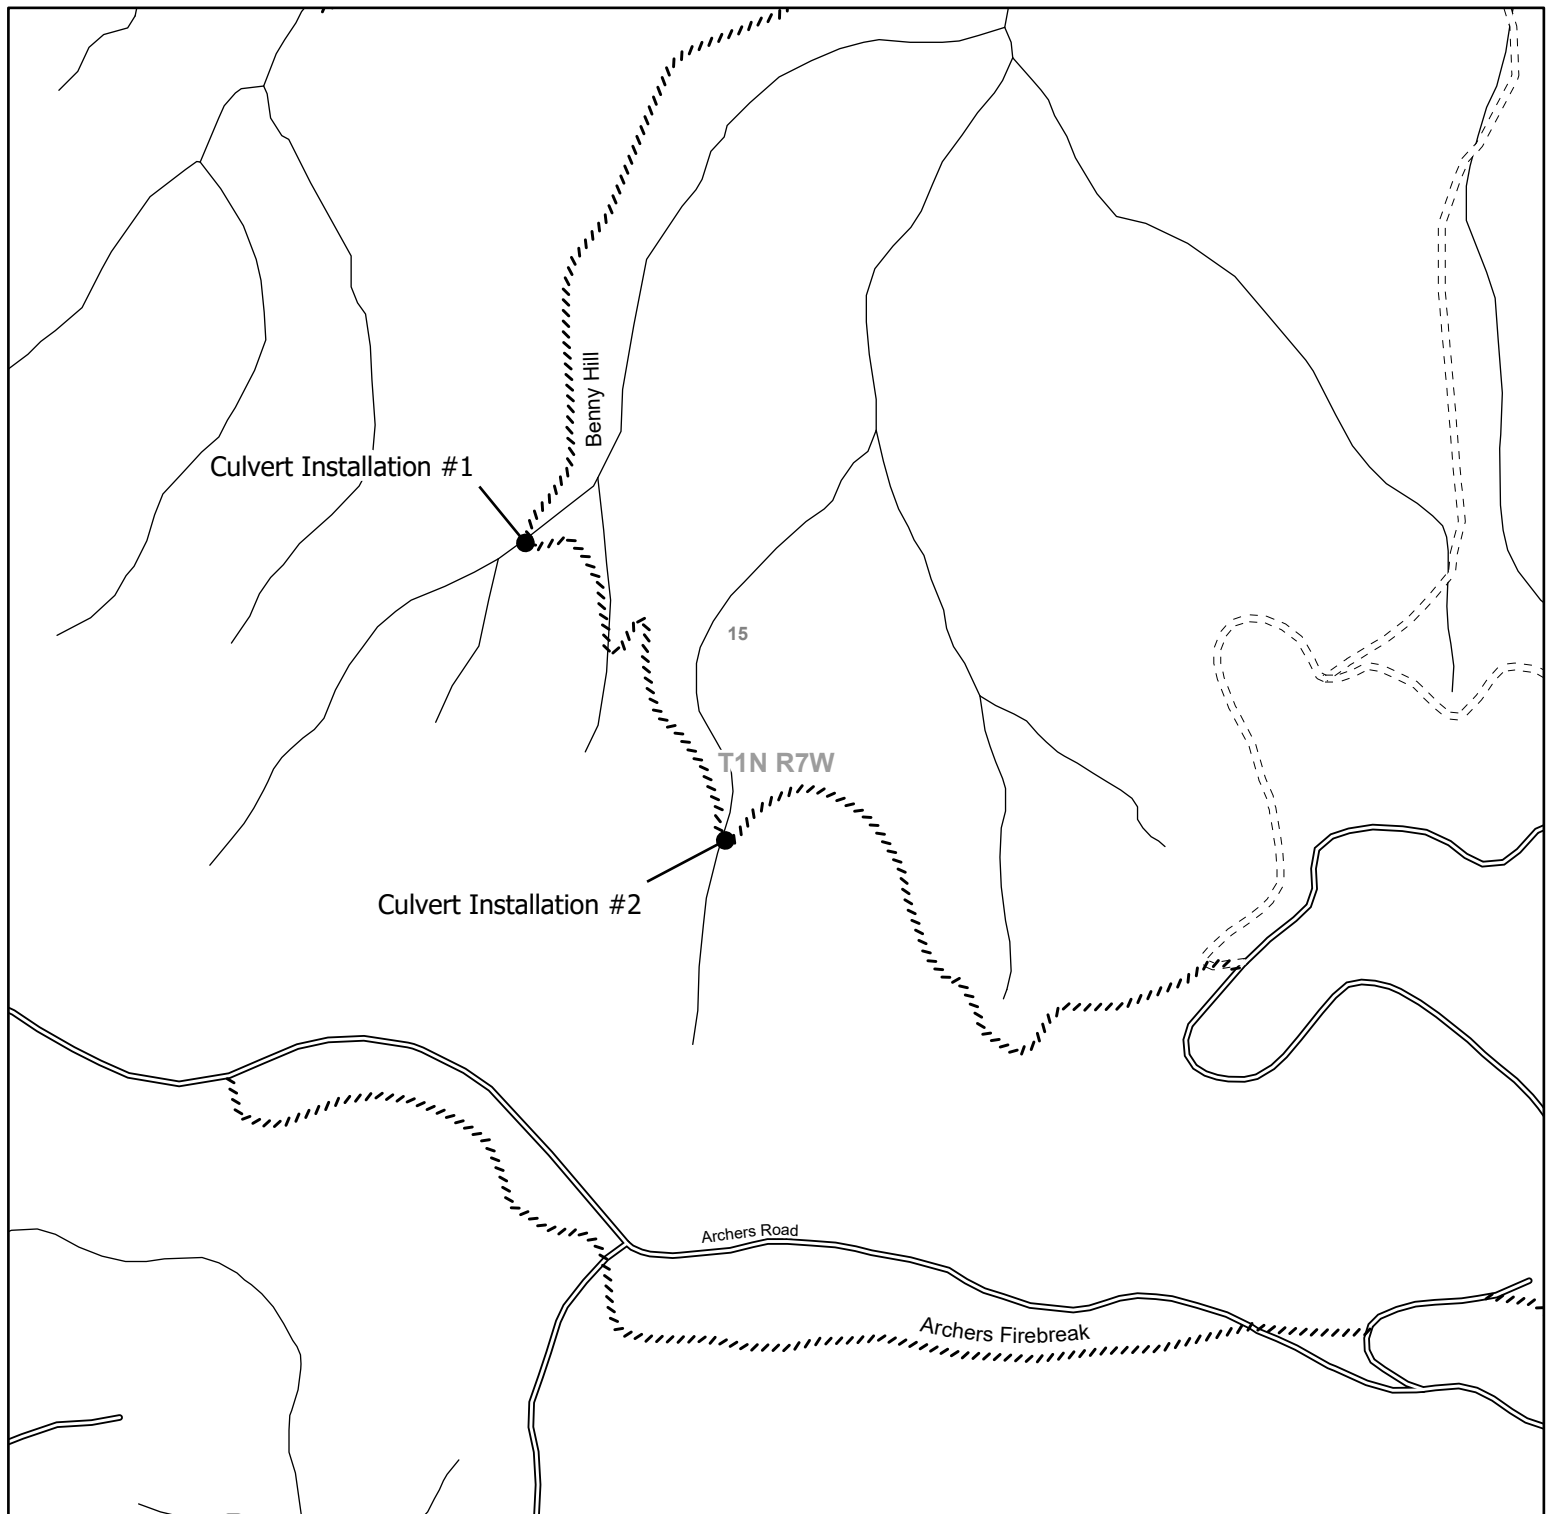 Benny Hill
Culvert Installation #1
15
T1N R7W
Culvert Installation #2
Archers Road
Archers Firebreak